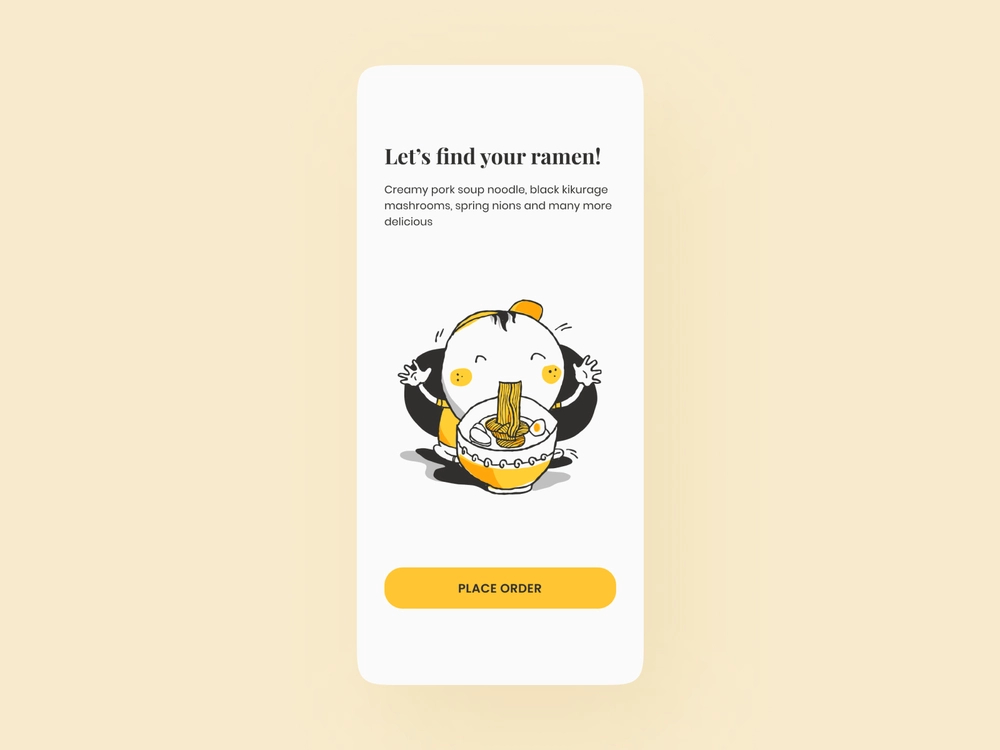 Let’s find your ramen!
Creamy pork soup noodle, black kikurage
mashrooms, spring nions and many more
delicious
PLACE ORDER